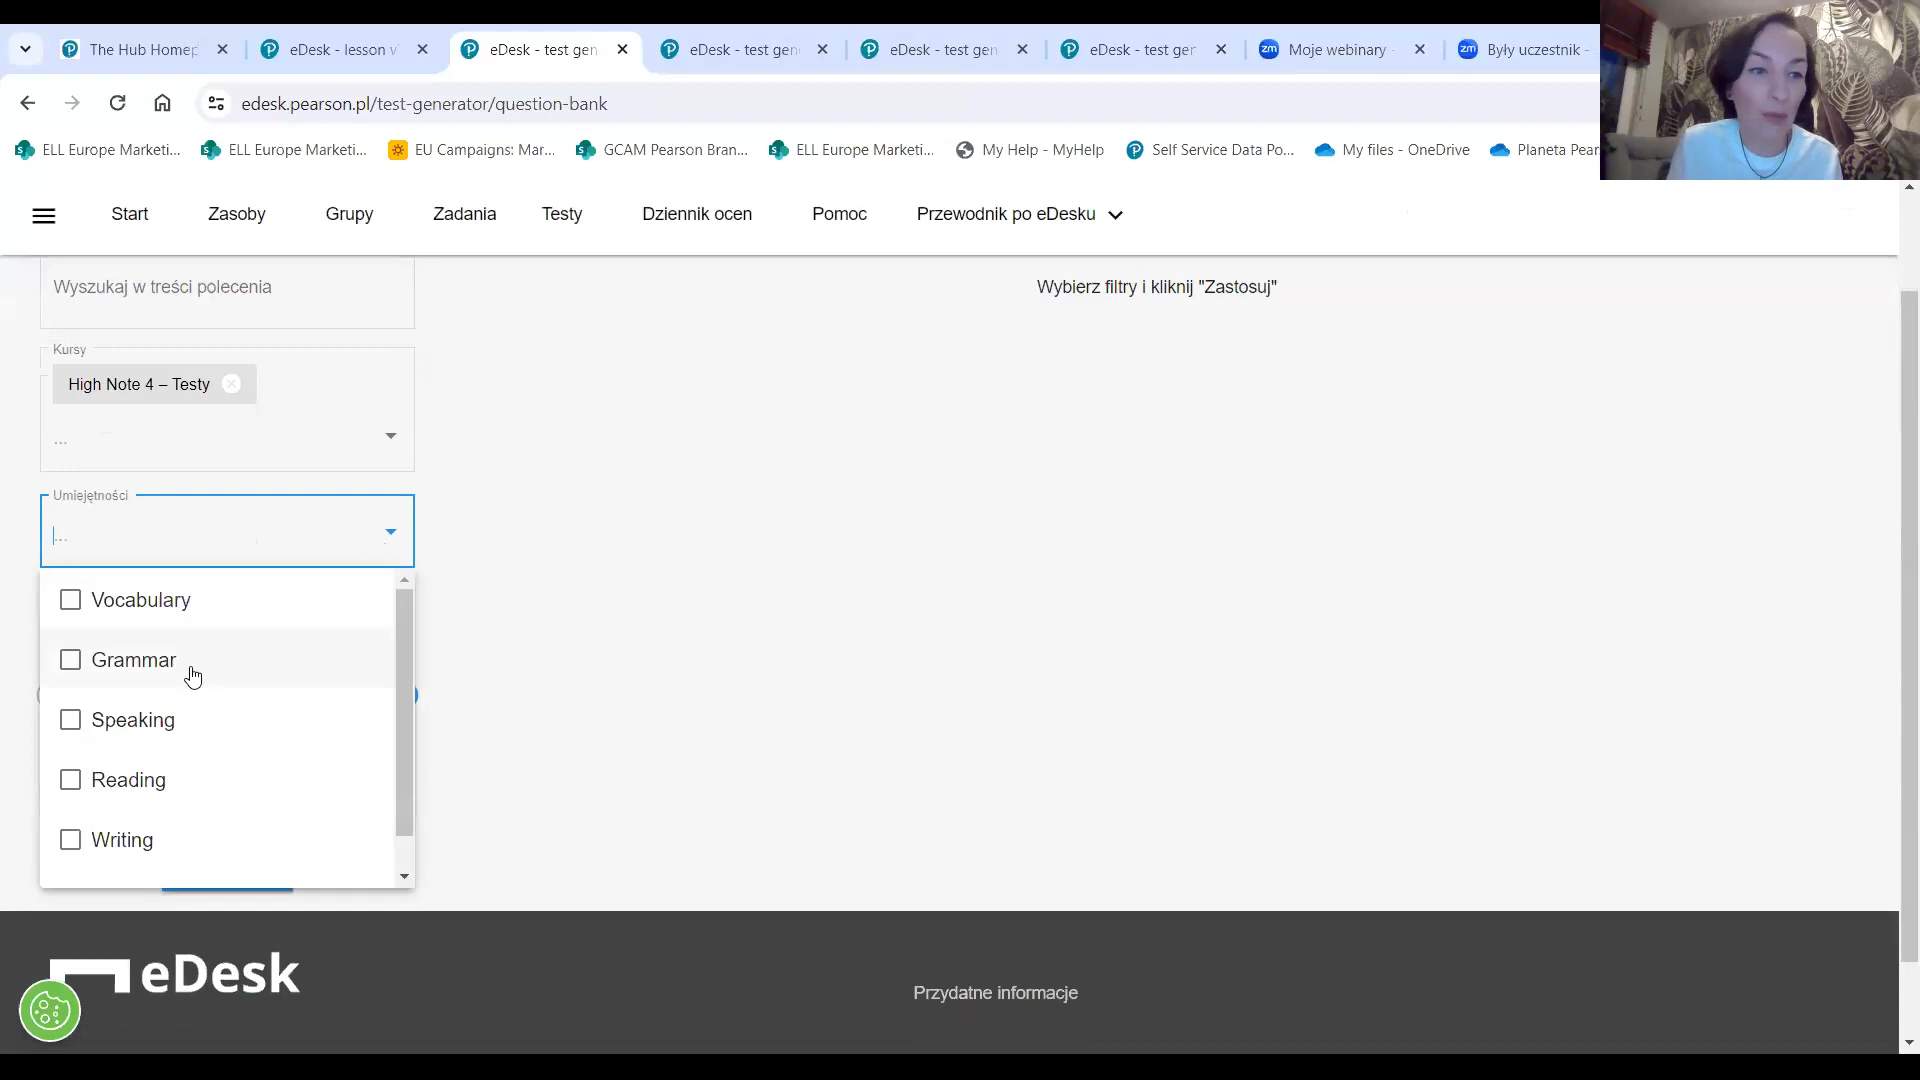 The Hub Homep
eDesk - lesson v
eDesk - test gen
eDesk - test gen
eDesk - test gen
eDesk - test ger
zm Moje webinary
zm Były uczestnik -
edesk.pearson.pl/test-generator/question-bank
ELL Europe Marketi...
ELL Europe Marketi...
EU Campaigns: Mar...
GCAM Pearson Bran...
ELL Europe Marketi...
My Help - MyHelp
Self Service Data Po...
My files - OneDrive
Planeta Pear
Start
Zasoby
Grupy
Zadania
Testy
Dziennik ocen
Pomoc
Przewodnik po eDesku
Wyszukaj w treści polecenia
Wybierz filtry i kliknij "Zastosuj"
Kursy
High Note 4 – Testy
...
Umiejętności
...
Vocabulary
Grammar
Speaking
Reading
Writing
eDesk
Przydatne informacje